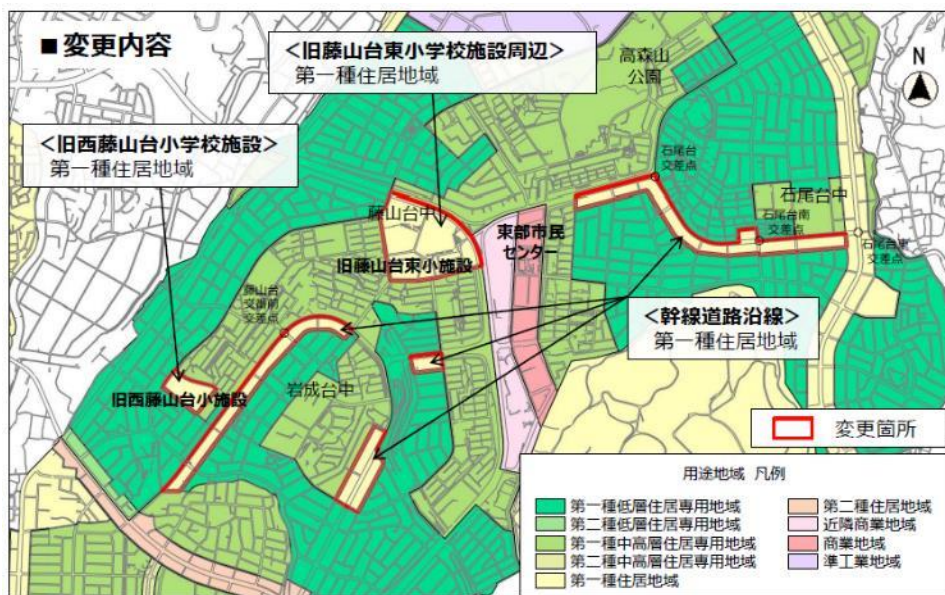 ■変更内容
<旧藤山台東小学校施設周辺>
第一種住居地域
高森山
公園
N
<旧西藤山台小学校施設>
第一種住居地域
石尾台
交差点
石尾台中
藤山台中
石尾台南
交差点
東部市民
センター
石尾台東
交差点
旧藤山台東小施設
藤山台
交番前
交差点
<幹線道路沿線>
第一種住居地域
岩成台中
旧西藤山台小施設
変更箇所
用途地域 凡例
第一種低層住居専用地域
第二種低層住居専用地域
第一種中高層住居専用地域
第二種中高層住居専用地域
第一種住居地域
第二種住居地域
近隣商業地域
商業地域
準工業地域